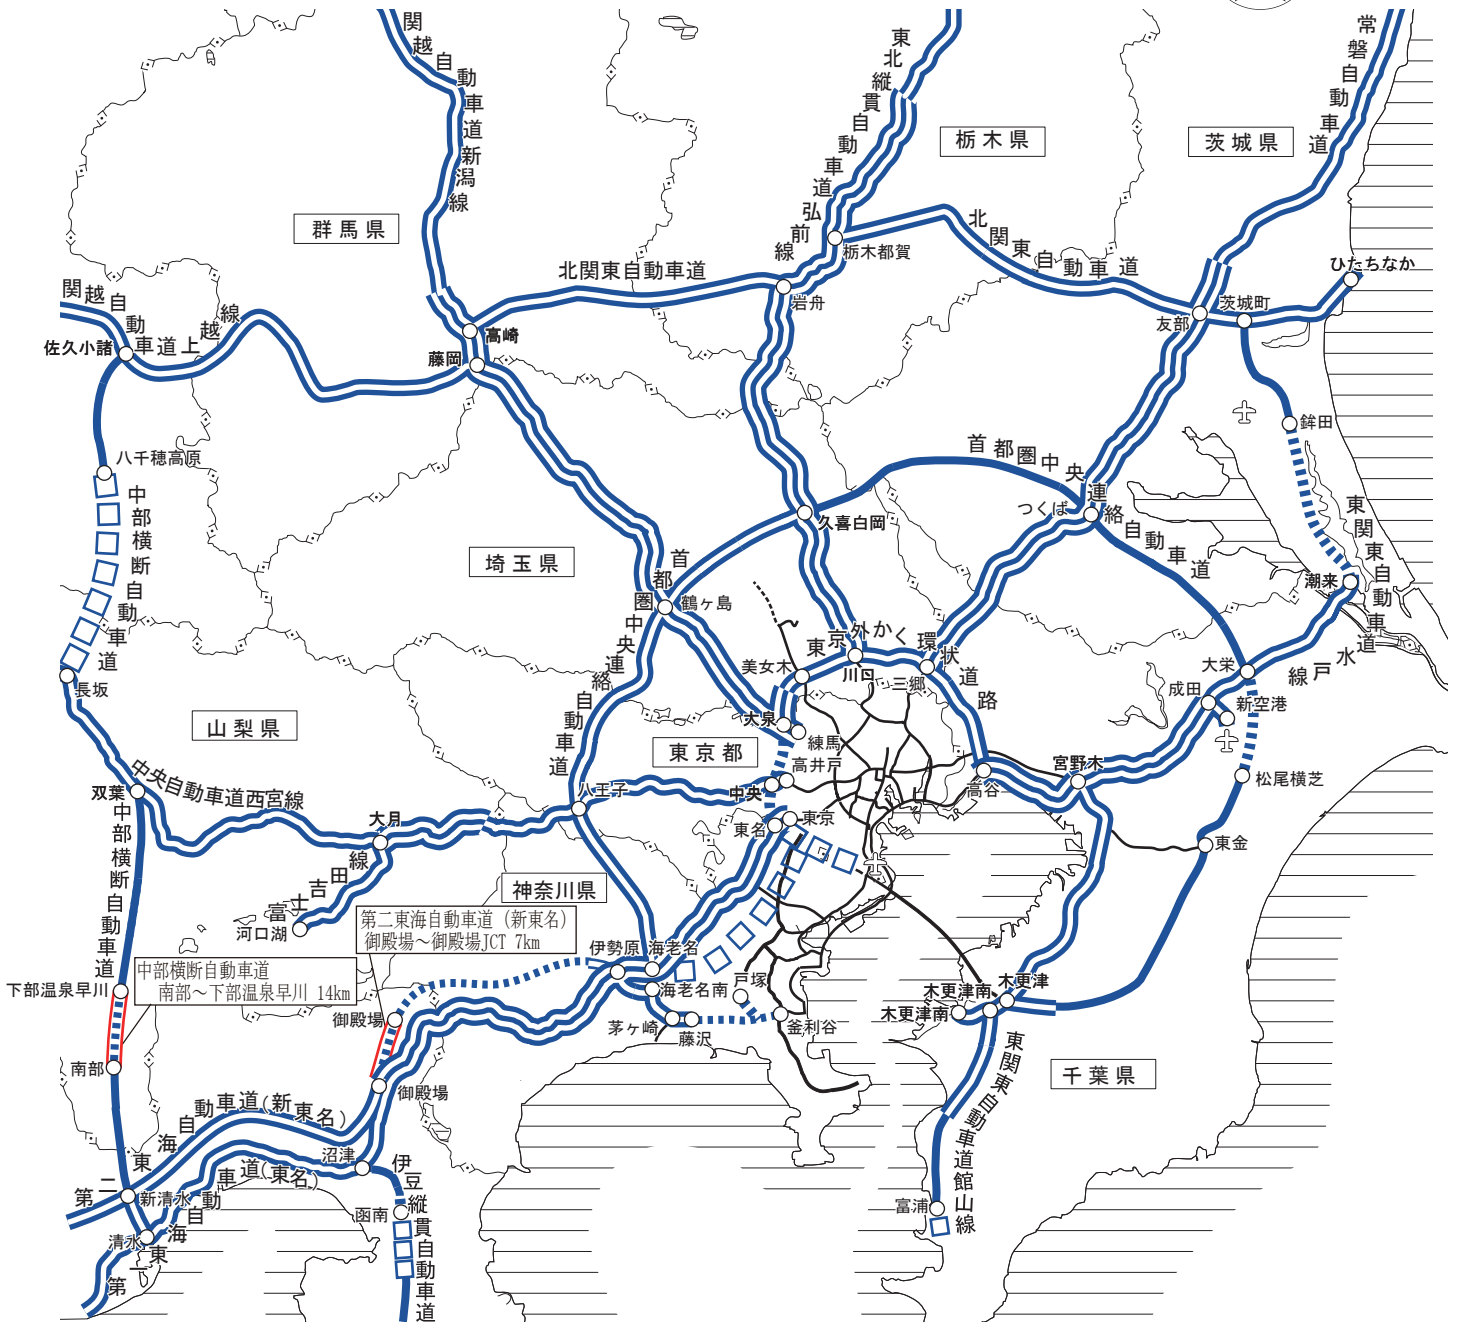 関越自動車道新潟線
東北縦貫自動車道弘前線
常磐自動車道
栃木県
茨城県
群馬県
北関東自動車道
栃木都賀
北関東自動車道
ひたちなか
岩舟
茨城町
友部
関越自動車道上越線
佐久小諸
高崎
藤岡
鉾田
首都圏中央連絡自動車道
八千穂高原
中部横断自動車道
つくば
久喜白岡
東関東自動車道水戸線
埼玉県
首都圏中央連絡自動車道
鶴ヶ島
潮来
東京外かく環状道路
美女木
川口
三郷
大栄
長坂
成田
新空港
山梨県
大泉
練馬
東京都
高井戸
宮野木
高谷
松尾横芝
中央自動車道西宮線
双葉
中央
八王子
大月
東名
東京
東金
中部横断自動車道
富士吉田線
神奈川県
河口湖
第二東海自動車道(新東名)
御殿場～御殿場JCT 7km
伊勢原
海老名
中部横断自動車道
南部～下部温泉早川 14km
下部温泉早川
戸塚
海老名南
木更津
木更津南
木更津南
御殿場
茅ヶ崎
藤沢
釜利谷
南部
東関東自動車道館山線
千葉県
御殿場
第二東海自動車道(新東名)
沼津
伊豆縦貫自動車道
新清水
函南
富浦
清水
第一東海自動車道(東名)